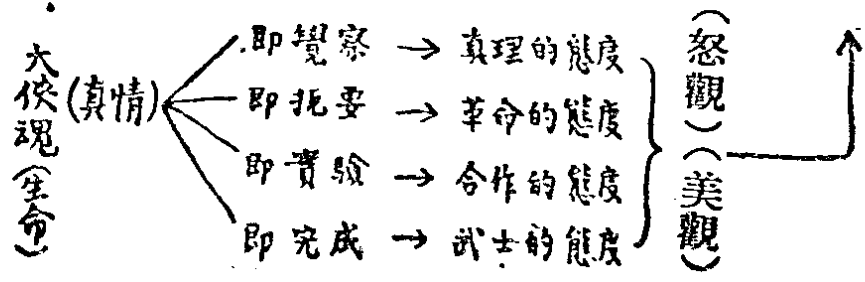 大俠魂（生命）
（真情）
即覺察 → 真理的態度
即扼要 → 革命的態度
即實驗 → 合作的態度
即完成 → 武士的態度
（怒觀）（美觀）